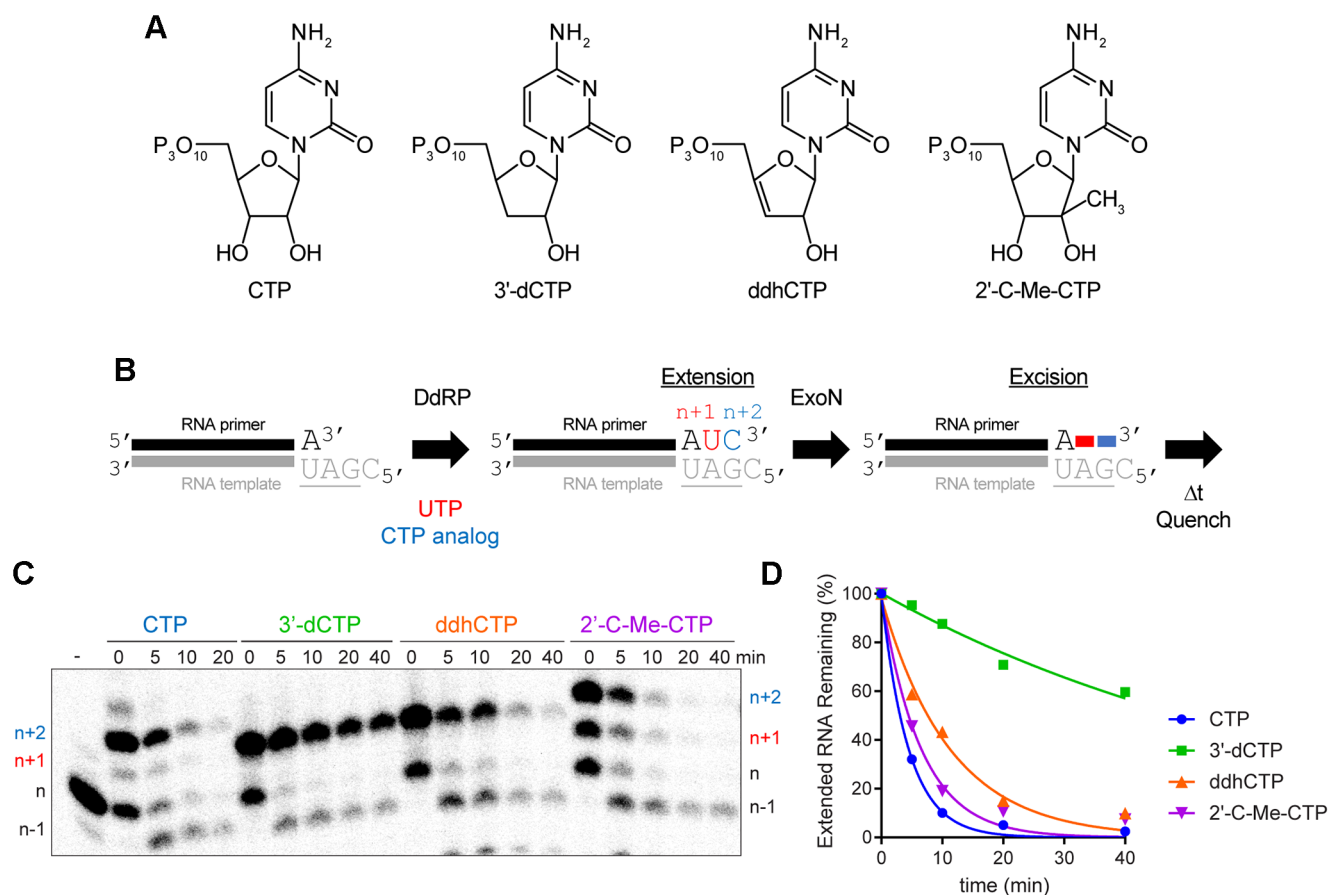 A
NH2
N
N
O
P3O10
O
HO
OH
CTP
NH2
N
N
O
P3O10
O
OH
3'-dCTP
NH2
N
N
O
P3O10
O
OH
ddhCTP
NH2
N
N
O
P3O10
O
CH3
HO
OH
2'-C-Me-CTP
B
5' RNA primer A3'
3' RNA template UAGC5'
DdRP
UTP
CTP analog
Extension
n+1 n+2
5' RNA primer AUC 3'
3' RNA template UAGC5'
ExoN
Excision
5' RNA primer A 3'
3' RNA template UAGC5'
Δt
Quench
C
CTP 3'-dCTP ddhCTP 2'-C-Me-CTP
- 0 5 10 20 0 5 10 20 40 0 5 10 20 40 0 5 10 20 40 min
n+2
n+1
n
n-1
n+2
n+1
n
n-1
D
Extended RNA Remaining (%)
100
80
60
40
20
0
0 10 20 30 40
time (min)
CTP
3'-dCTP
ddhCTP
2'-C-Me-CTP